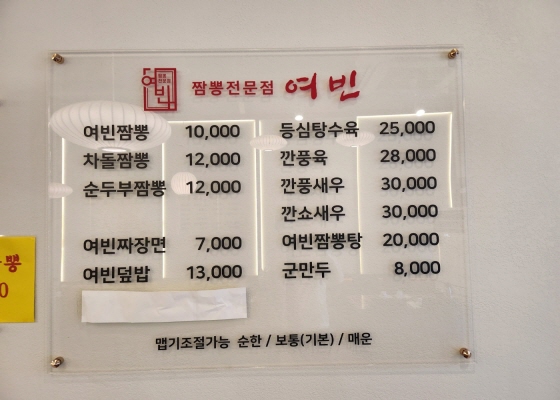 짬뽕전문점 여빈
여빈짬뽕 10,000
차돌짬뽕 12,000
순두부짬뽕 12,000
여빈짜장면 7,000
여빈덮밥 13,000
등심탕수육 25,000
깐풍육 28,000
깐풍새우 30,000
깐쇼새우 30,000
여빈짬뽕탕 20,000
군만두 8,000
맵기조절가능 순한 / 보통(기본) / 매운
뽕
0